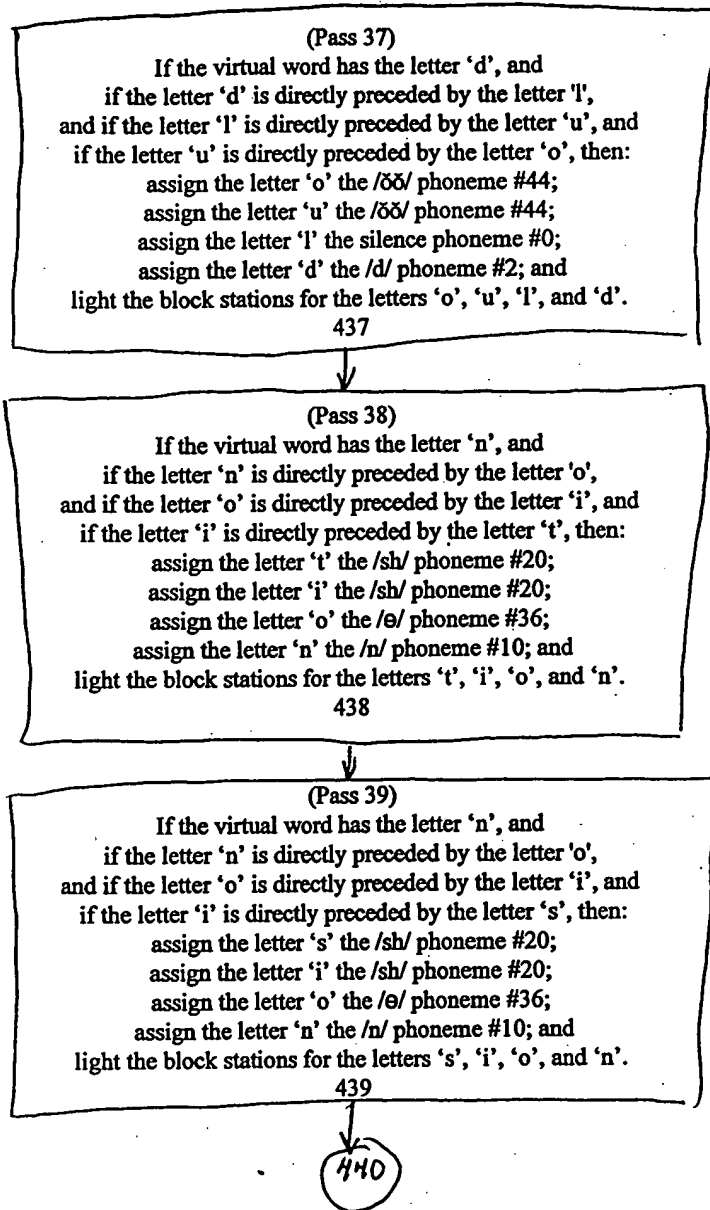 (Pass 37)
If the virtual word has the letter ‘d’, and
if the letter ‘d’ is directly preceded by the letter 'l',
and if the letter ‘l’ is directly preceded by the letter ‘u’, and
if the letter ‘u’ is directly preceded by the letter ‘o’, then:
assign the letter ‘o’ the /ŏŏ/ phoneme #44;
assign the letter ‘u’ the /ŏŏ/ phoneme #44;
assign the letter ‘l’ the silence phoneme #0;
assign the letter ‘d’ the /d/ phoneme #2; and
light the block stations for the letters ‘o’, ‘u’, ‘l’, and ‘d’.
437
(Pass 38)
If the virtual word has the letter ‘n’, and
if the letter ‘n’ is directly preceded by the letter 'o',
and if the letter ‘o’ is directly preceded by the letter ‘i’, and
if the letter ‘i’ is directly preceded by the letter ‘t’, then:
assign the letter ‘t’ the /sh/ phoneme #20;
assign the letter ‘i’ the /sh/ phoneme #20;
assign the letter ‘o’ the /ɵ/ phoneme #36;
assign the letter ‘n’ the /n/ phoneme #10; and
light the block stations for the letters ‘t’, ‘i’, ‘o’, and ‘n’.
438
(Pass 39)
If the virtual word has the letter ‘n’, and
if the letter ‘n’ is directly preceded by the letter 'o',
and if the letter ‘o’ is directly preceded by the letter ‘i’, and
if the letter ‘i’ is directly preceded by the letter ‘s’, then:
assign the letter ‘s’ the /sh/ phoneme #20;
assign the letter ‘i’ the /sh/ phoneme #20;
assign the letter ‘o’ the /ɵ/ phoneme #36;
assign the letter ‘n’ the /n/ phoneme #10; and
light the block stations for the letters ‘s’, ‘i’, ‘o’, and ‘n’.
439
440